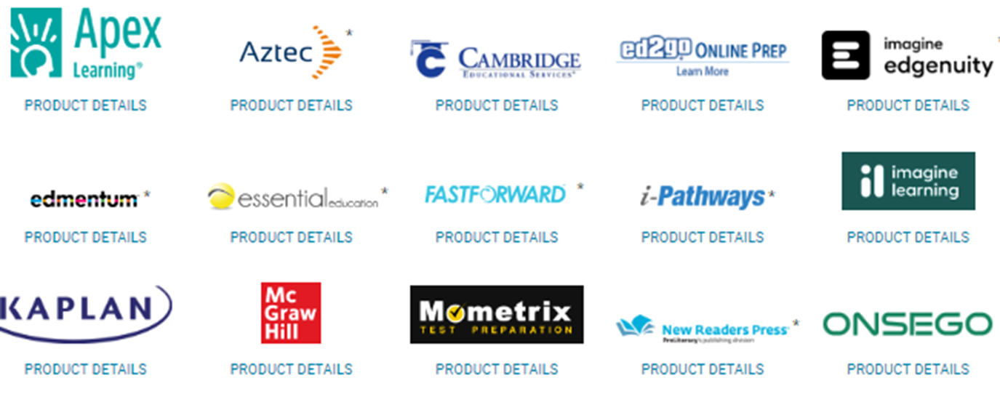 Apex
Learning®
Aztec *
CAMBRIDGE
EDUCATIONAL SERVICES®
ed2go ONLINE PREP
Learn More
imagine
edgenuity *
PRODUCT DETAILS PRODUCT DETAILS PRODUCT DETAILS PRODUCT DETAILS PRODUCT DETAILS
edmentum *
essential education *
FASTFORWARD *
i-Pathways *
il imagine
learning
PRODUCT DETAILS PRODUCT DETAILS PRODUCT DETAILS PRODUCT DETAILS PRODUCT DETAILS
KAPLAN
Mc
Graw
Hill
Mometrix
TEST PREPARATION
New Readers Press *
ProLiteracy's publishing division
ONSEGO
PRODUCT DETAILS PRODUCT DETAILS PRODUCT DETAILS PRODUCT DETAILS PRODUCT DETAILS